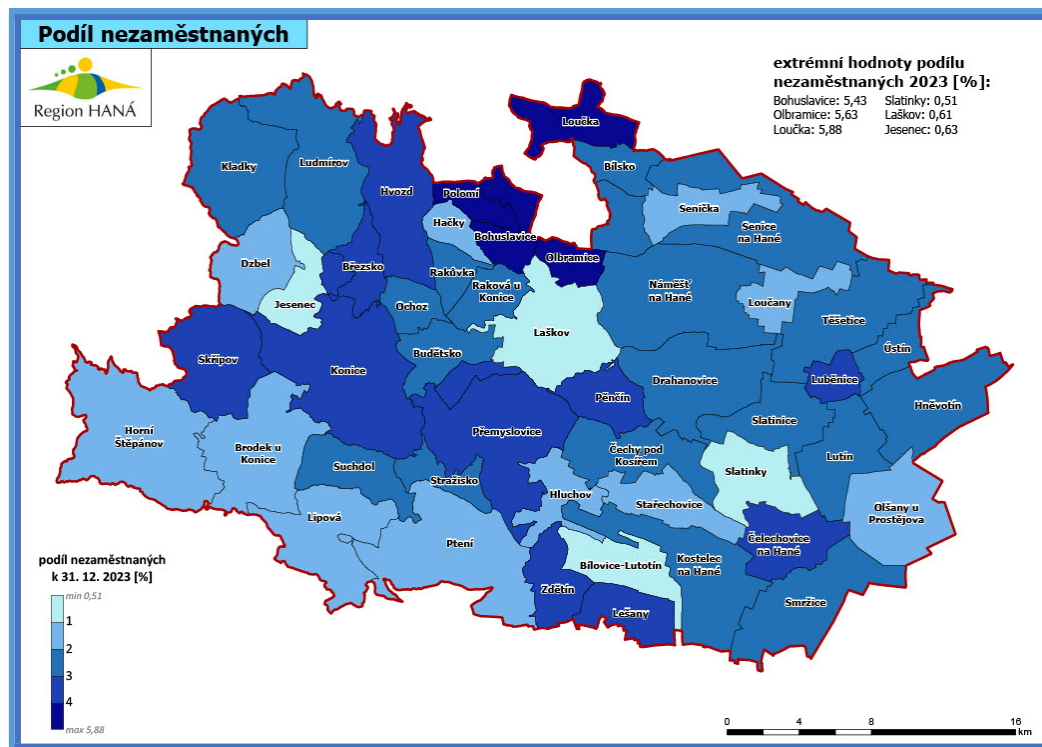 Podíl nezaměstnaných
Region HANÁ
extrémní hodnoty podílu
nezaměstnaných 2023 [%]:
Bohuslavice: 5,43 Slatinky: 0,51
Olbramice: 5,63 Laškov: 0,61
Loučka: 5,88 Jesenec: 0,63
Loučka
Bílsko
Kladky
Ludmírov
Hvozd
Polomí
Senička
Hačky
Senice
na Hané
Bohuslavice
Olbramice
Dzbel
Březsko
Rakůvka
Raková u
Konice
Náměšť
na Hané
Jesenec
Ochoz
Loučany
Těšetice
Laškov
Ústín
Skřípov
Konice
Budětsko
Drahanovice
Luběnice
Pěnčín
Hněvotín
Horní
Štěpánov
Přemyslovice
Slatinice
Brodek u
Konice
Čechy pod
Kosířem
Lutín
Suchdol
Stražisko
Slatinky
Hluchov
Stařechovice
Olšany u
Prostějova
Lipová
Ptení
Čelechovice
na Hané
Bílovice-Lutotín
Kostelec
na Hané
Zdětín
Smržice
Lešany
podíl nezaměstnaných
k 31. 12. 2023 [%]
min 0,51
1
2
3
4
max 5,88
0 4 8 16
km